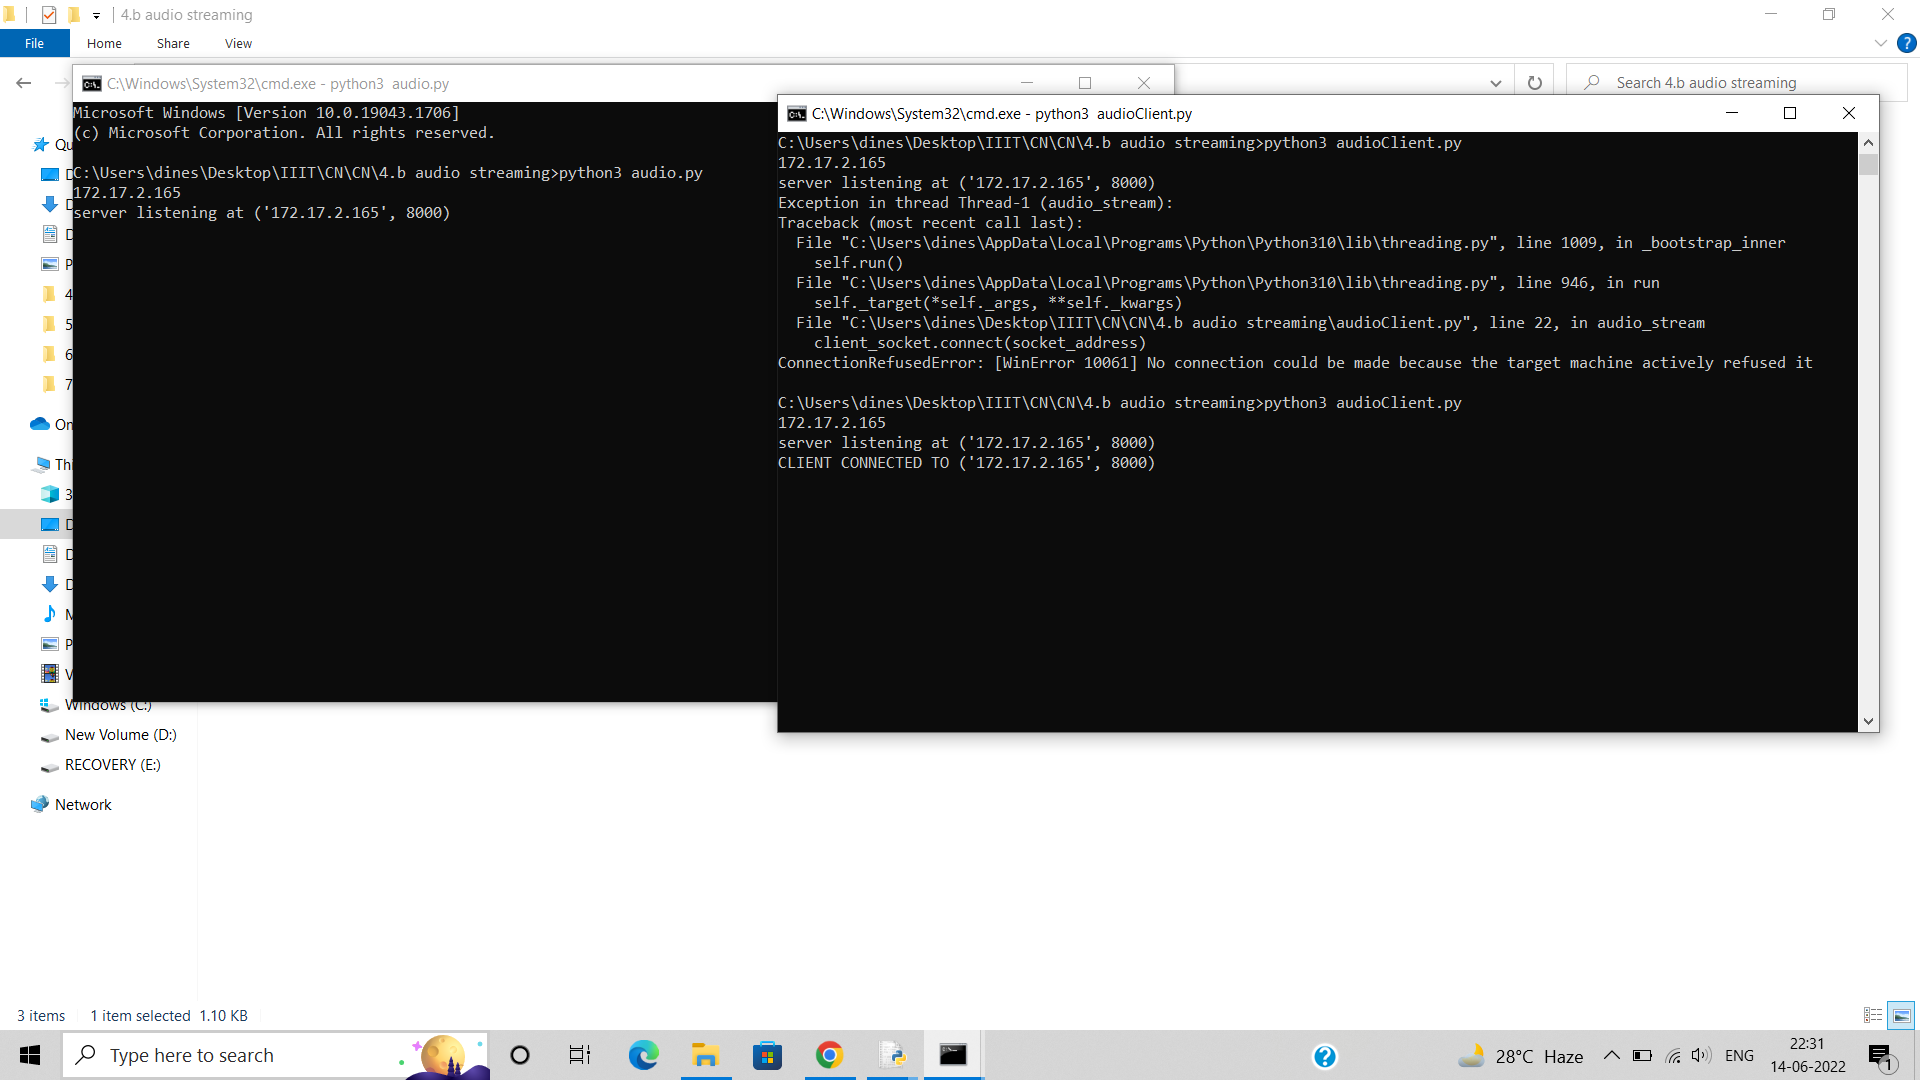 4.b audio streaming
File Home Share View
Search 4.b audio streaming
C:\Windows\System32\cmd.exe - python3  audio.py
Microsoft Windows [Version 10.0.19043.1706]
(c) Microsoft Corporation. All rights reserved.
C:\Users\dines\Desktop\IIIT\CN\CN\4.b audio streaming>python3 audio.py
172.17.2.165
server listening at ('172.17.2.165', 8000)
C:\Windows\System32\cmd.exe - python3  audioClient.py
C:\Users\dines\Desktop\IIIT\CN\CN\4.b audio streaming>python3 audioClient.py
172.17.2.165
server listening at ('172.17.2.165', 8000)
Exception in thread Thread-1 (audio_stream):
Traceback (most recent call last):
  File "C:\Users\dines\AppData\Local\Programs\Python\Python310\lib\threading.py", line 1009, in _bootstrap_inner
    self.run()
  File "C:\Users\dines\AppData\Local\Programs\Python\Python310\lib\threading.py", line 946, in run
    self._target(*self._args, **self._kwargs)
  File "C:\Users\dines\Desktop\IIIT\CN\CN\4.b audio streaming\audioClient.py", line 22, in audio_stream
    client_socket.connect(socket_address)
ConnectionRefusedError: [WinError 10061] No connection could be made because the target machine actively refused it
C:\Users\dines\Desktop\IIIT\CN\CN\4.b audio streaming>python3 audioClient.py
172.17.2.165
server listening at ('172.17.2.165', 8000)
CLIENT CONNECTED TO ('172.17.2.165', 8000)
Qu
D
D
D
P
4
5
6
7
On
Thi
3
D
D
D
M
P
V
Windows (C:)
New Volume (D:)
RECOVERY (E:)
Network
3 items 1 item selected 1.10 KB
Type here to search
28°C Haze
ENG
22:31
14-06-2022
1